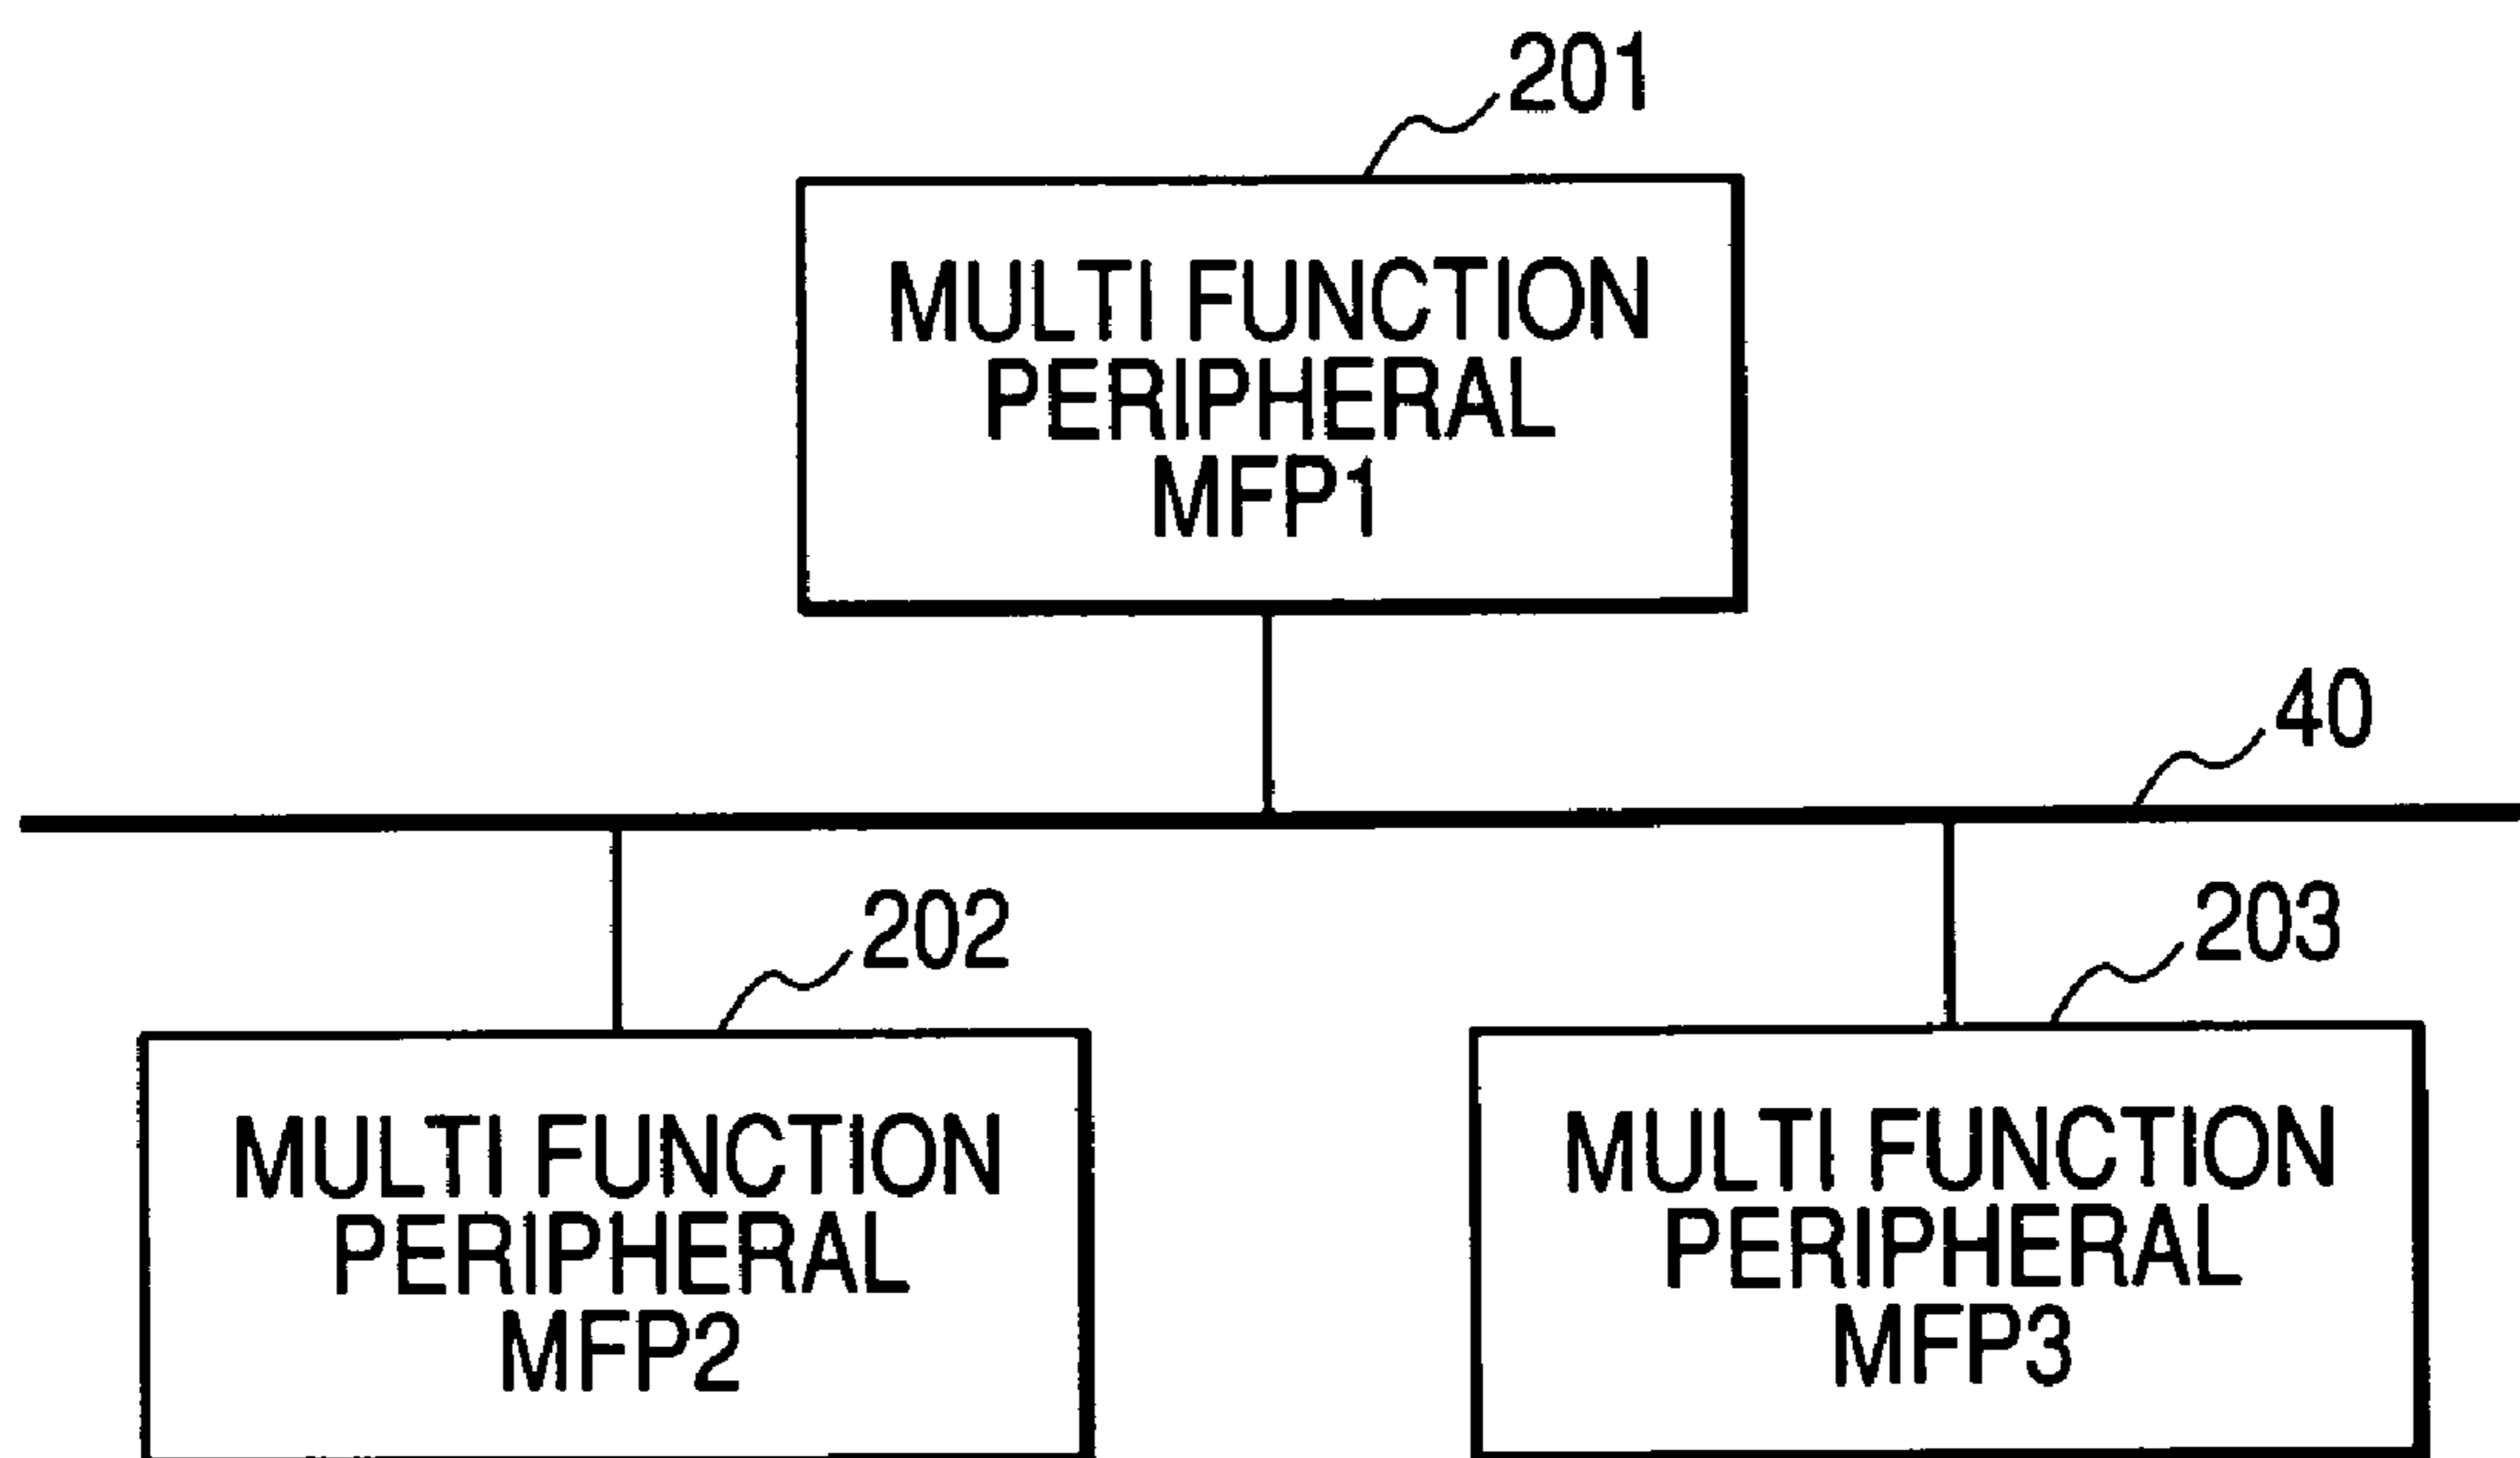 201
MULTI FUNCTION
PERIPHERAL
MFP1
40
202
203
MULTI FUNCTION
PERIPHERAL
MFP2
MULTI FUNCTION
PERIPHERAL
MFP3